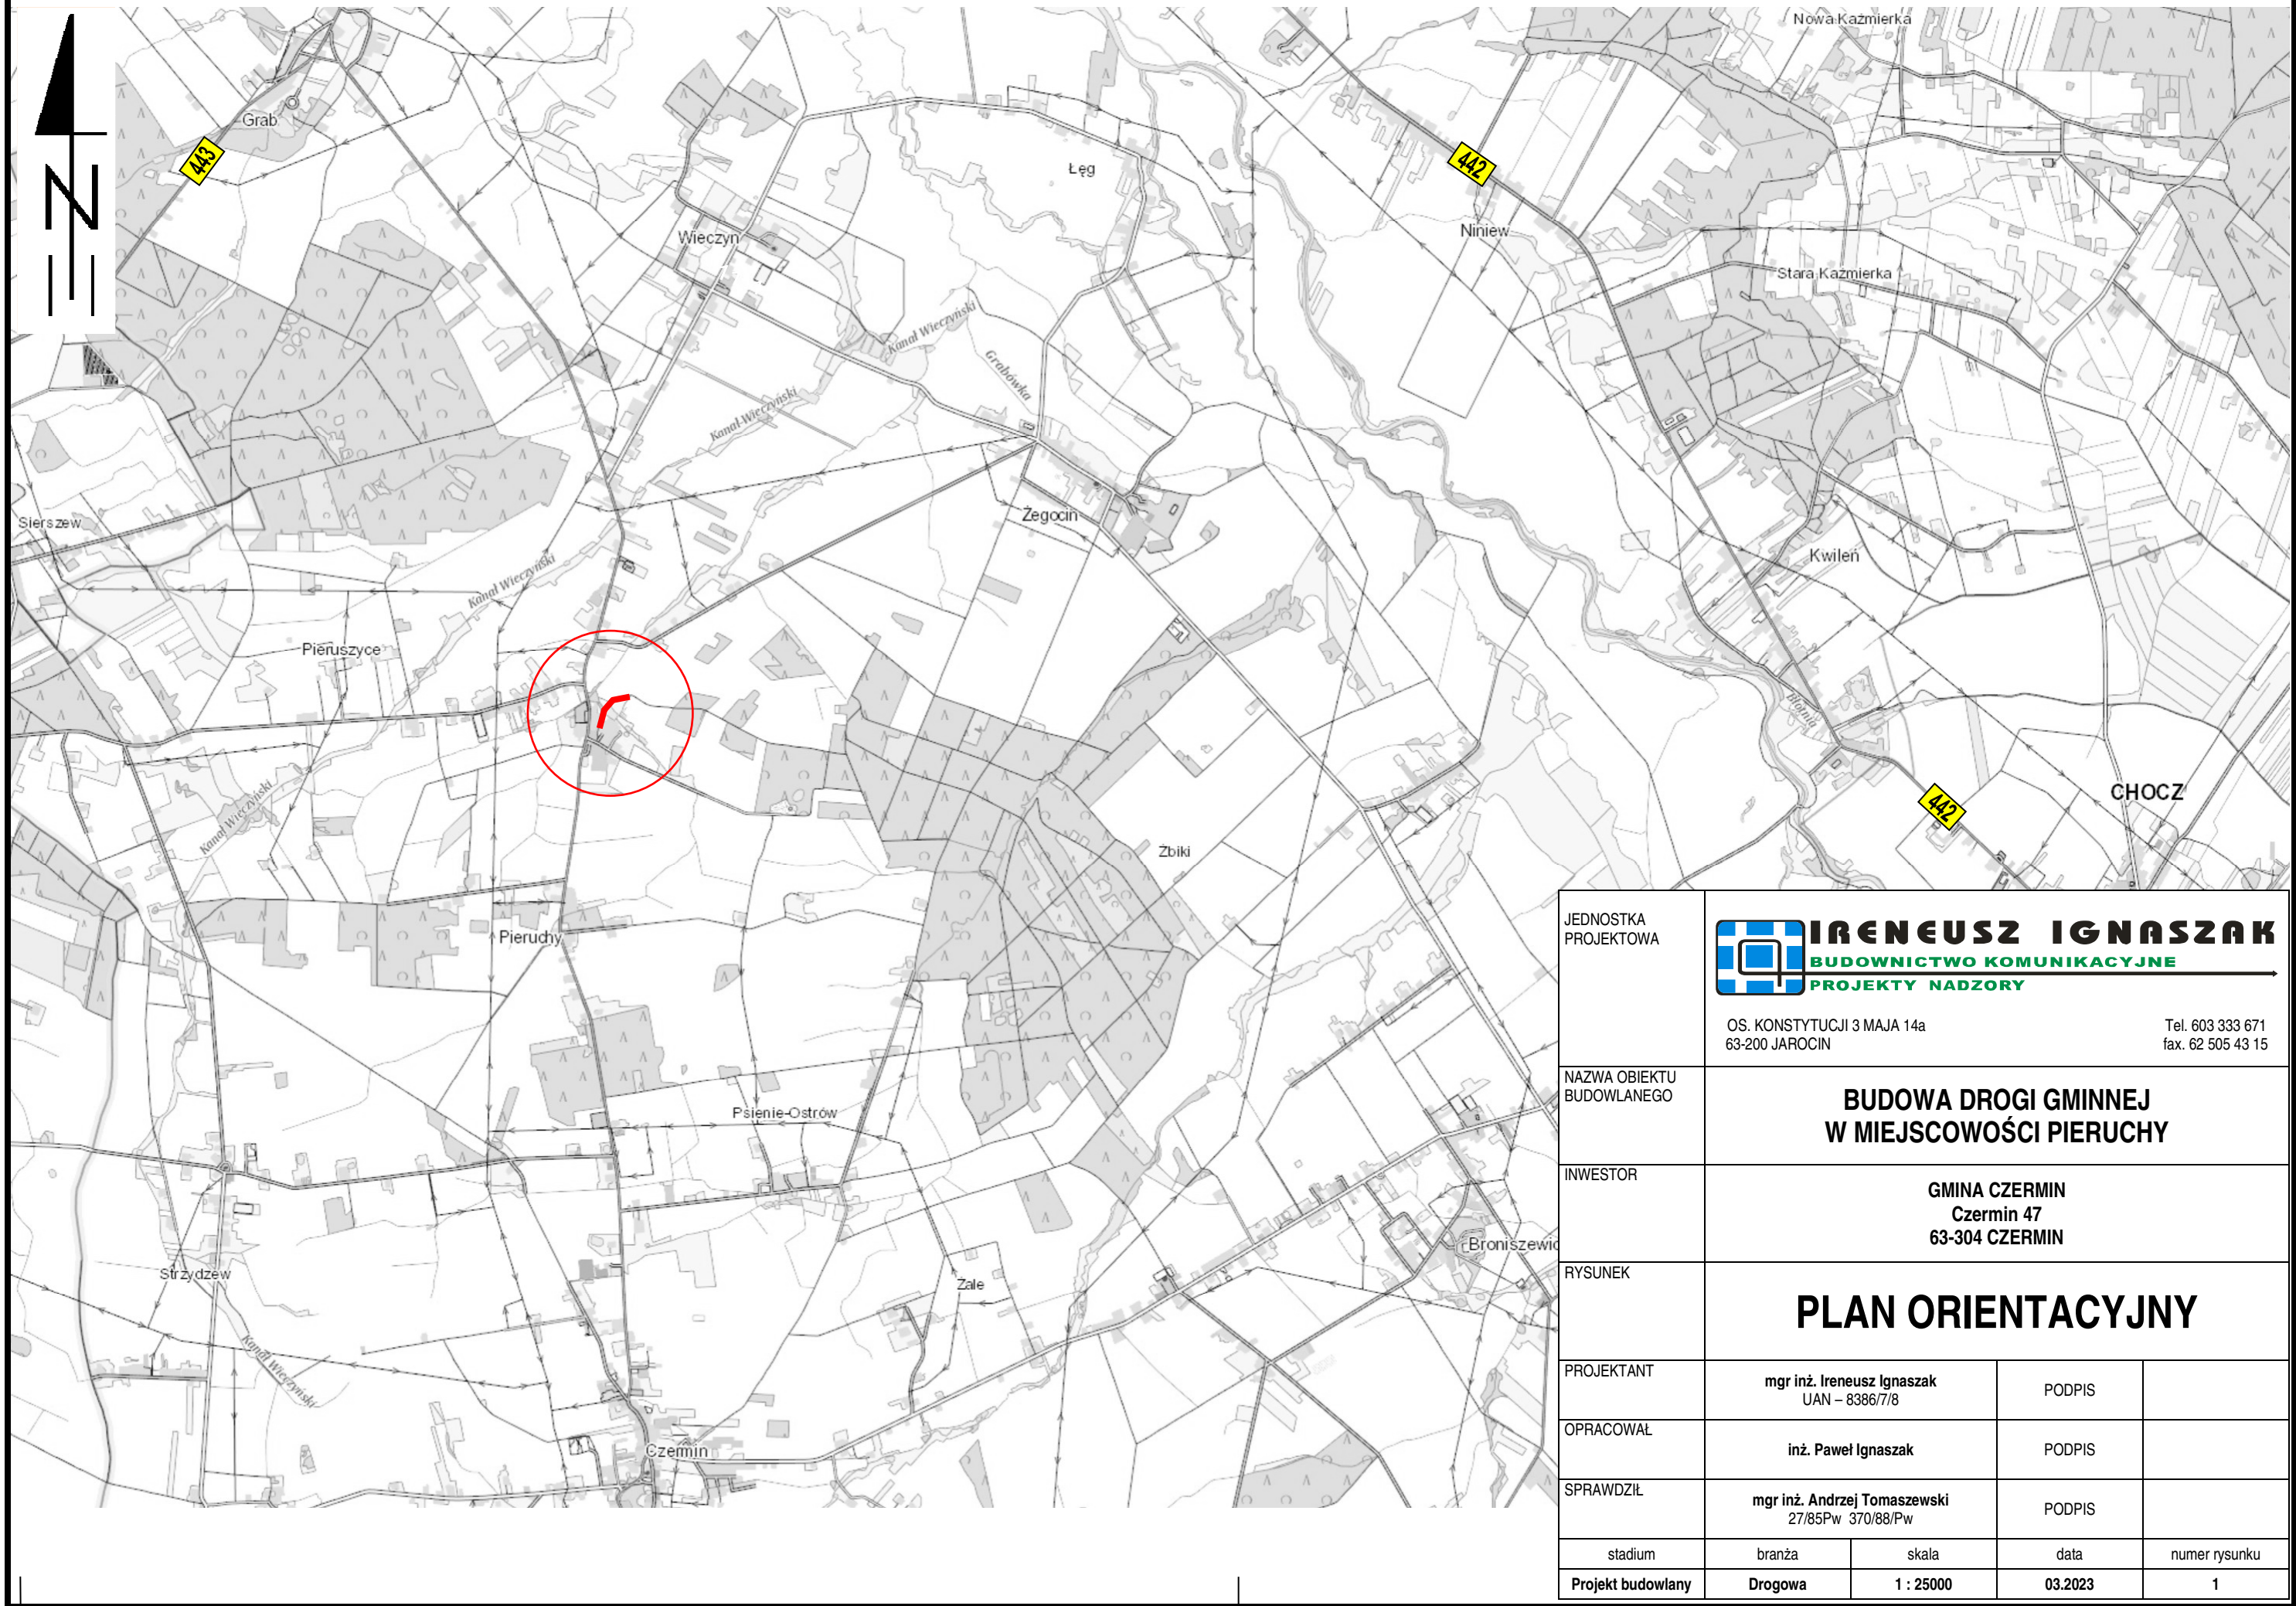 Nowa Kaźmierka
Grab
443
Łęg
442
Wieczyn
Niniew
Stara Kaźmierka
Kanał Wieczyński
Grabówka
Kanał Wieczyński
Sierszew
Żegocin
Kwileń
Kanał Wieczyński
Pieruszyce
Błotnia
CHOCZ
442
Kanał Wieczyński
Żbiki
Pieruchy
Psienie-Ostrów
Broniszewic
Strzydzew
Żale
Kanał Wieczyński
Czermin
N
JEDNOSTKA
PROJEKTOWA
IRENEUSZ IGNASZAK
BUDOWNICTWO KOMUNIKACYJNE
PROJEKTY NADZORY
OS. KONSTYTUCJI 3 MAJA 14a
63-200 JAROCIN
Tel. 603 333 671
fax. 62 505 43 15
NAZWA OBIEKTU
BUDOWLANEGO
BUDOWA DROGI GMINNEJ
W MIEJSCOWOŚCI PIERUCHY
INWESTOR
GMINA CZERMIN
Czermin 47
63-304 CZERMIN
RYSUNEK
PLAN ORIENTACYJNY
PROJEKTANT
mgr inż. Ireneusz Ignaszak
UAN – 8386/7/8
PODPIS
OPRACOWAŁ
inż. Paweł Ignaszak
PODPIS
SPRAWDZIŁ
mgr inż. Andrzej Tomaszewski
27/85Pw 370/88/Pw
PODPIS
stadium branża skala data numer rysunku
Projekt budowlany Drogowa 1 : 25000 03.2023 1